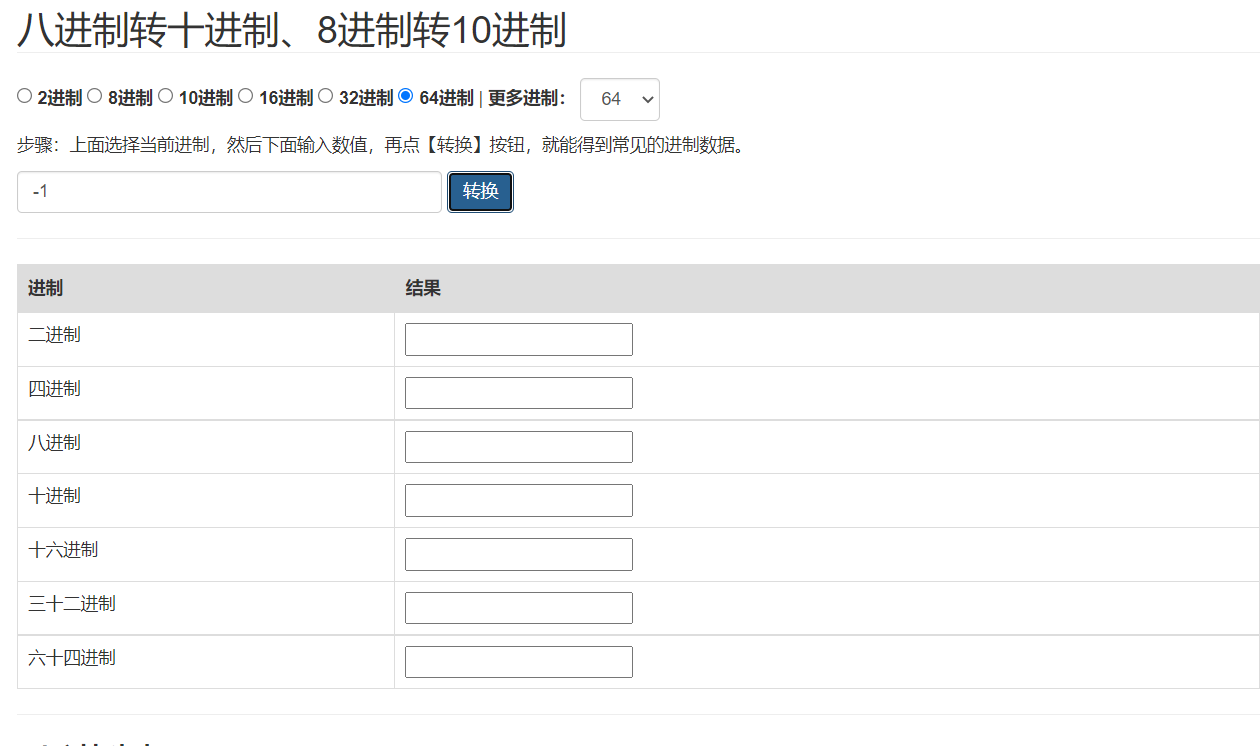 八进制转十进制、8进制转10进制
2进制 8进制 10进制 16进制 32进制 64进制 | 更多进制： 64
步骤：上面选择当前进制，然后下面输入数值，再点【转换】按钮，就能得到常见的进制数据。
-1 转换
进制 结果
二进制
四进制
八进制
十进制
十六进制
三十二进制
六十四进制